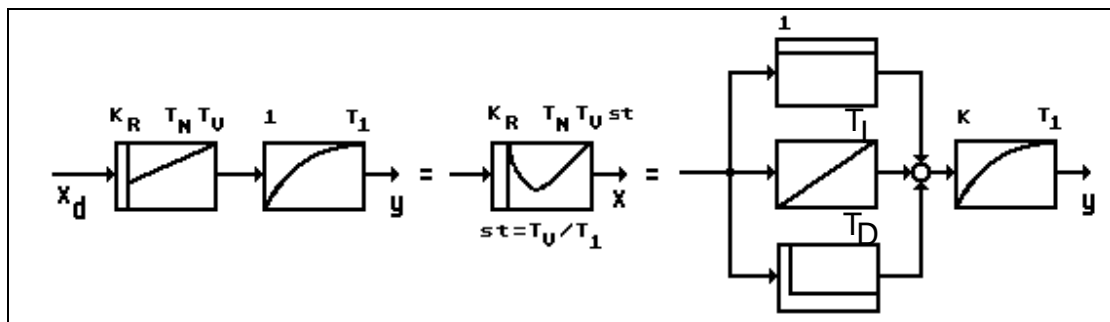 1
K_R T_N T_V 1 T_1
K_R T_N T_V st
T_I
K T_1
x_d y = x = y
st=T_V/T_1
T_D